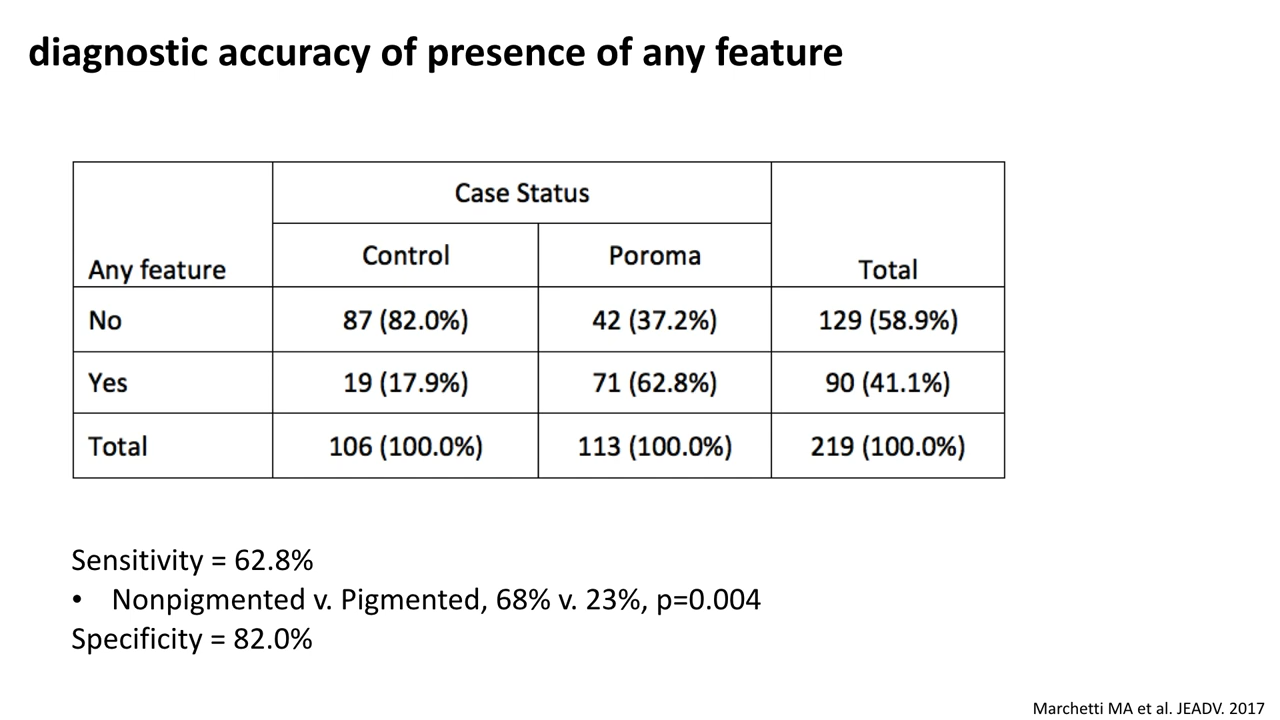 diagnostic accuracy of presence of any feature
Case Status
Any feature Control Poroma Total
No 87 (82.0%) 42 (37.2%) 129 (58.9%)
Yes 19 (17.9%) 71 (62.8%) 90 (41.1%)
Total 106 (100.0%) 113 (100.0%) 219 (100.0%)
Sensitivity = 62.8%
• Nonpigmented v. Pigmented, 68% v. 23%, p=0.004
Specificity = 82.0%
Marchetti MA et al. JEADV. 2017